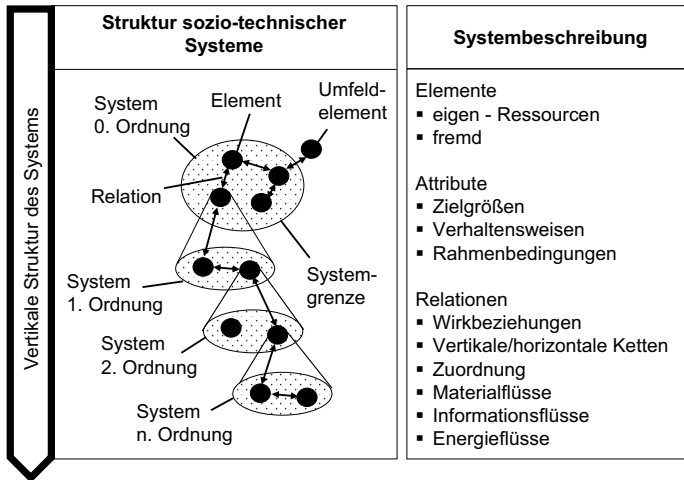 Vertikale Struktur des Systems
Struktur sozio-technischer
Systeme
System
0. Ordnung
Element
Umfeld-
element
Relation
System
1. Ordnung
System-
grenze
System
2. Ordnung
System
n. Ordnung
Systembeschreibung
Elemente
▪ eigen - Ressourcen
▪ fremd
Attribute
▪ Zielgrößen
▪ Verhaltensweisen
▪ Rahmenbedingungen
Relationen
▪ Wirkbeziehungen
▪ Vertikale/horizontale Ketten
▪ Zuordnung
▪ Materialflüsse
▪ Informationsflüsse
▪ Energieflüsse